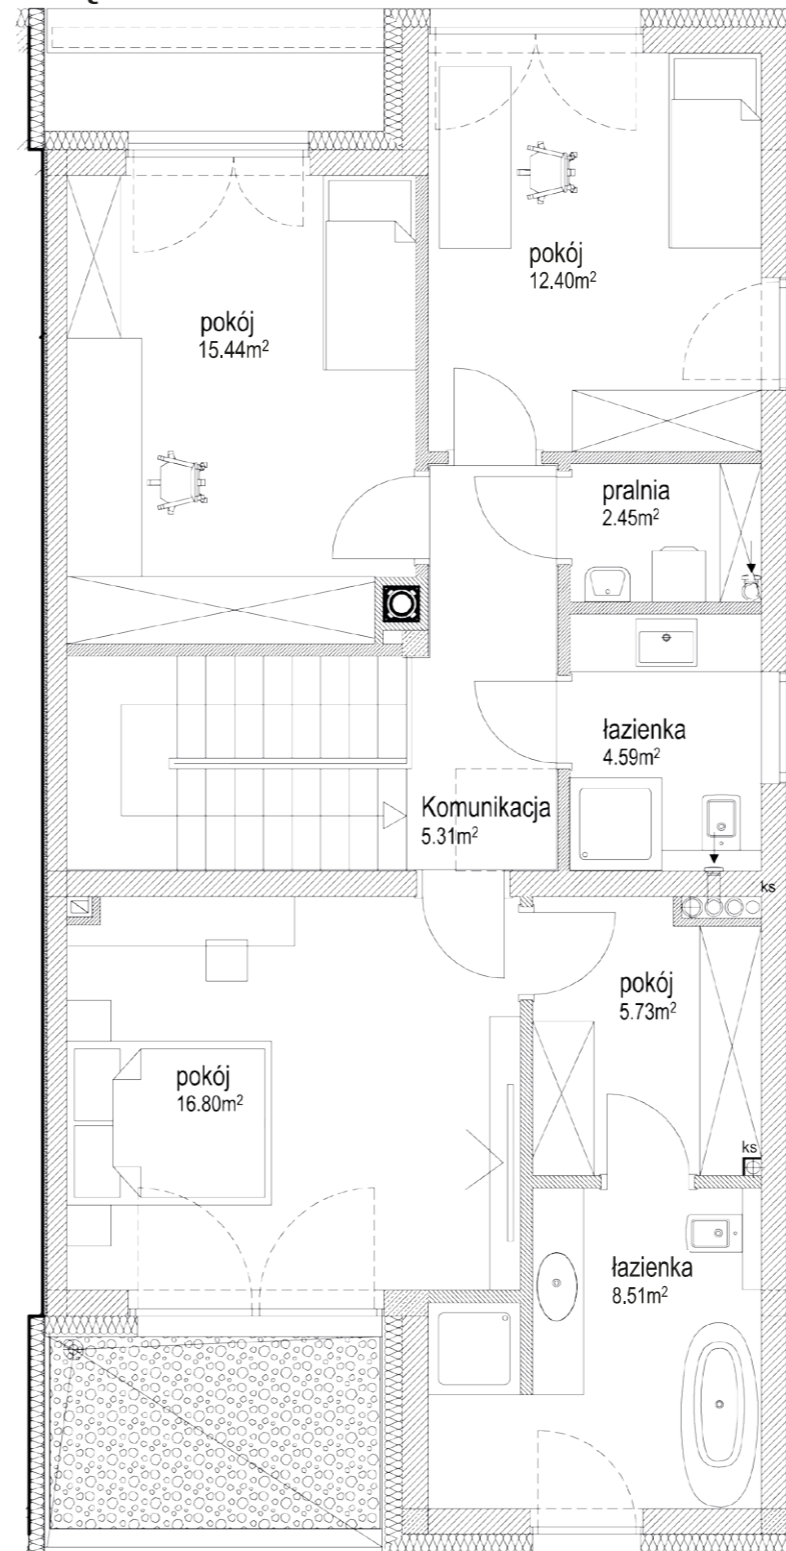 pokój
12.40m²
pokój
15.44m²
pralnia
2.45m²
łazienka
4.59m²
Komunikacja
5.31m²
ks
pokój
5.73m²
pokój
16.80m²
ks
łazienka
8.51m²